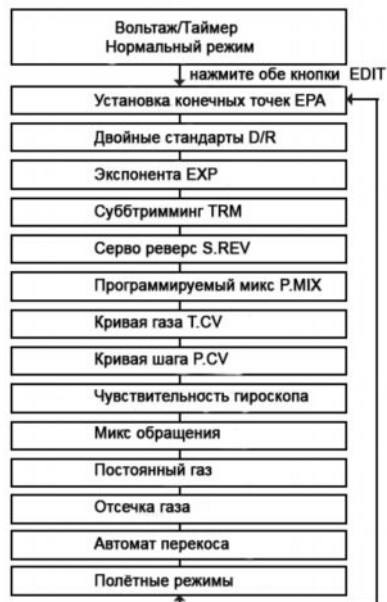 Вольтаж/Таймер
Нормальный режим
нажмите обе кнопки EDIT
Установка конечных точек EPA
Двойные стандарты D/R
Экспонента EXP
Суббтримминг TRM
Серво реверс S.REV
Программируемый микс P.MIX
Кривая газа T.CV
Кривая шага P.CV
Чувствительность гироскопа
Микс обращения
Постоянный газ
Отсечка газа
Автомат перекоса
Полётные режимы